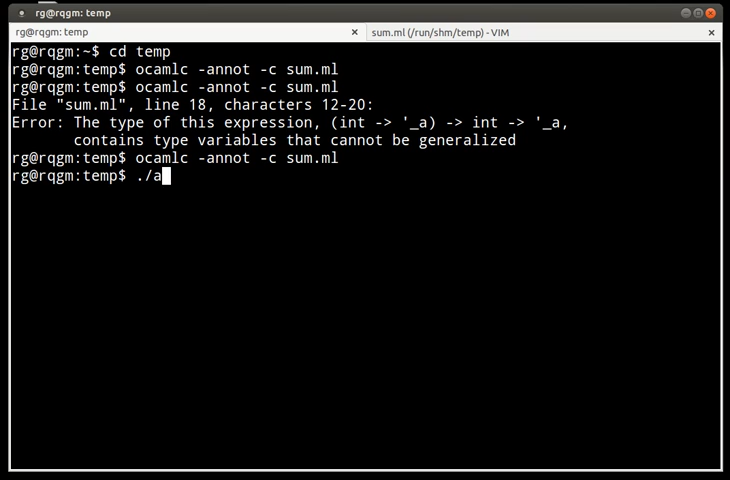 rg@rqgm: temp
rg@rqgm: temp
sum.ml (/run/shm/temp) - VIM
rg@rqgm:~$ cd temp
rg@rqgm:temp$ ocamlc -annot -c sum.ml
rg@rqgm:temp$ ocamlc -annot -c sum.ml
File "sum.ml", line 18, characters 12-20:
Error: The type of this expression, (int -> '_a) -> int -> '_a,
       contains type variables that cannot be generalized
rg@rqgm:temp$ ocamlc -annot -c sum.ml
rg@rqgm:temp$ ./a